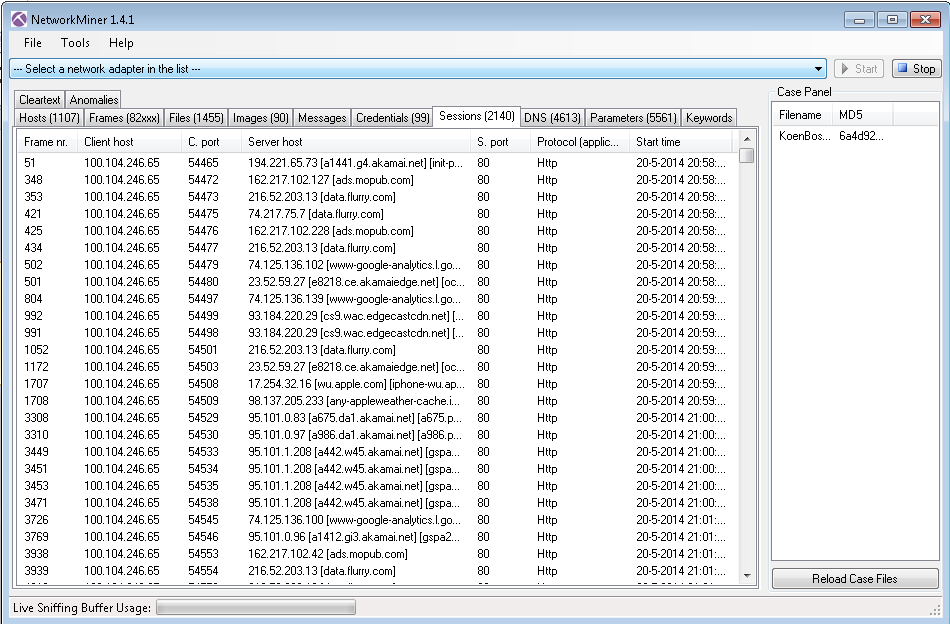 NetworkMiner 1.4.1
File Tools Help
--- Select a network adapter in the list ---
Start Stop
Cleartext Anomalies
Hosts (1107) Frames (82xxx) Files (1455) Images (90) Messages Credentials (99) Sessions (2140) DNS (4613) Parameters (5561) Keywords
Frame nr. Client host C. port Server host S. port Protocol (applic... Start time
51 100.104.246.65 54465 194.221.65.73 [a1441.g4.akamai.net] [init-p... 80 Http 20-5-2014 20:58:...
348 100.104.246.65 54472 162.217.102.127 [ads.mopub.com] 80 Http 20-5-2014 20:58:...
353 100.104.246.65 54473 216.52.203.13 [data.flurry.com] 80 Http 20-5-2014 20:58:...
421 100.104.246.65 54475 74.217.75.7 [data.flurry.com] 80 Http 20-5-2014 20:58:...
425 100.104.246.65 54476 162.217.102.228 [ads.mopub.com] 80 Http 20-5-2014 20:58:...
434 100.104.246.65 54477 216.52.203.13 [data.flurry.com] 80 Http 20-5-2014 20:58:...
502 100.104.246.65 54479 74.125.136.102 [www-google-analytics.l.go... 80 Http 20-5-2014 20:58:...
501 100.104.246.65 54480 23.52.59.27 [e8218.ce.akamaiedge.net] [oc... 80 Http 20-5-2014 20:58:...
804 100.104.246.65 54497 74.125.136.139 [www-google-analytics.l.go... 80 Http 20-5-2014 20:59:...
992 100.104.246.65 54499 93.184.220.29 [cs9.wac.edgecastcdn.net] [... 80 Http 20-5-2014 20:59:...
991 100.104.246.65 54498 93.184.220.29 [cs9.wac.edgecastcdn.net] [... 80 Http 20-5-2014 20:59:...
1052 100.104.246.65 54501 216.52.203.13 [data.flurry.com] 80 Http 20-5-2014 20:59:...
1172 100.104.246.65 54503 23.52.59.27 [e8218.ce.akamaiedge.net] [oc... 80 Http 20-5-2014 20:59:...
1707 100.104.246.65 54508 17.254.32.16 [wu.apple.com] [iphone-wu.ap... 80 Http 20-5-2014 20:59:...
1708 100.104.246.65 54509 98.137.205.233 [any-appleweather-cache.i... 80 Http 20-5-2014 20:59:...
3308 100.104.246.65 54529 95.101.0.83 [a675.da1.akamai.net] [a675.p... 80 Http 20-5-2014 21:00:...
3310 100.104.246.65 54530 95.101.0.97 [a986.da1.akamai.net] [a986.p... 80 Http 20-5-2014 21:00:...
3449 100.104.246.65 54533 95.101.1.208 [a442.w45.akamai.net] [gspa... 80 Http 20-5-2014 21:00:...
3451 100.104.246.65 54534 95.101.1.208 [a442.w45.akamai.net] [gspa... 80 Http 20-5-2014 21:00:...
3453 100.104.246.65 54535 95.101.1.208 [a442.w45.akamai.net] [gspa... 80 Http 20-5-2014 21:00:...
3471 100.104.246.65 54538 95.101.1.208 [a442.w45.akamai.net] [gspa... 80 Http 20-5-2014 21:00:...
3726 100.104.246.65 54545 74.125.136.100 [www-google-analytics.l.go... 80 Http 20-5-2014 21:01:...
3769 100.104.246.65 54546 95.101.0.96 [a1412.gi3.akamai.net] [gspa2... 80 Http 20-5-2014 21:01:...
3938 100.104.246.65 54553 162.217.102.42 [ads.mopub.com] 80 Http 20-5-2014 21:01:...
3939 100.104.246.65 54554 216.52.203.13 [data.flurry.com] 80 Http 20-5-2014 21:01:...
Case Panel
Filename MD5
KoenBos... 6a4d92...
Reload Case Files
Live Sniffing Buffer Usage: